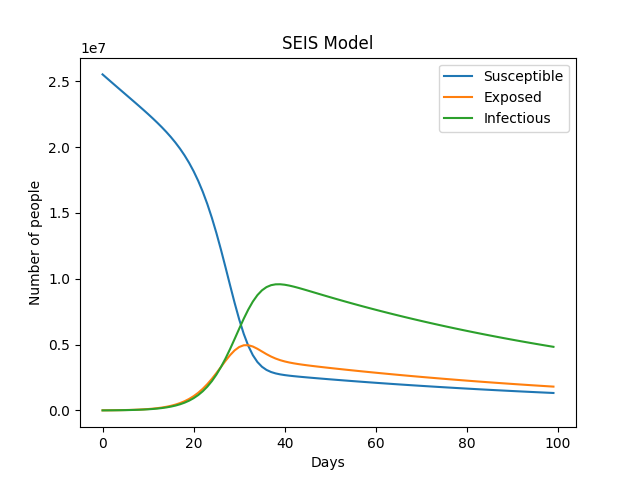 SEIS Model
1e7
Susceptible
Exposed
Infectious
2.5
2.0
1.5
1.0
0.5
0.0
Number of people
0 20 40 60 80 100
Days